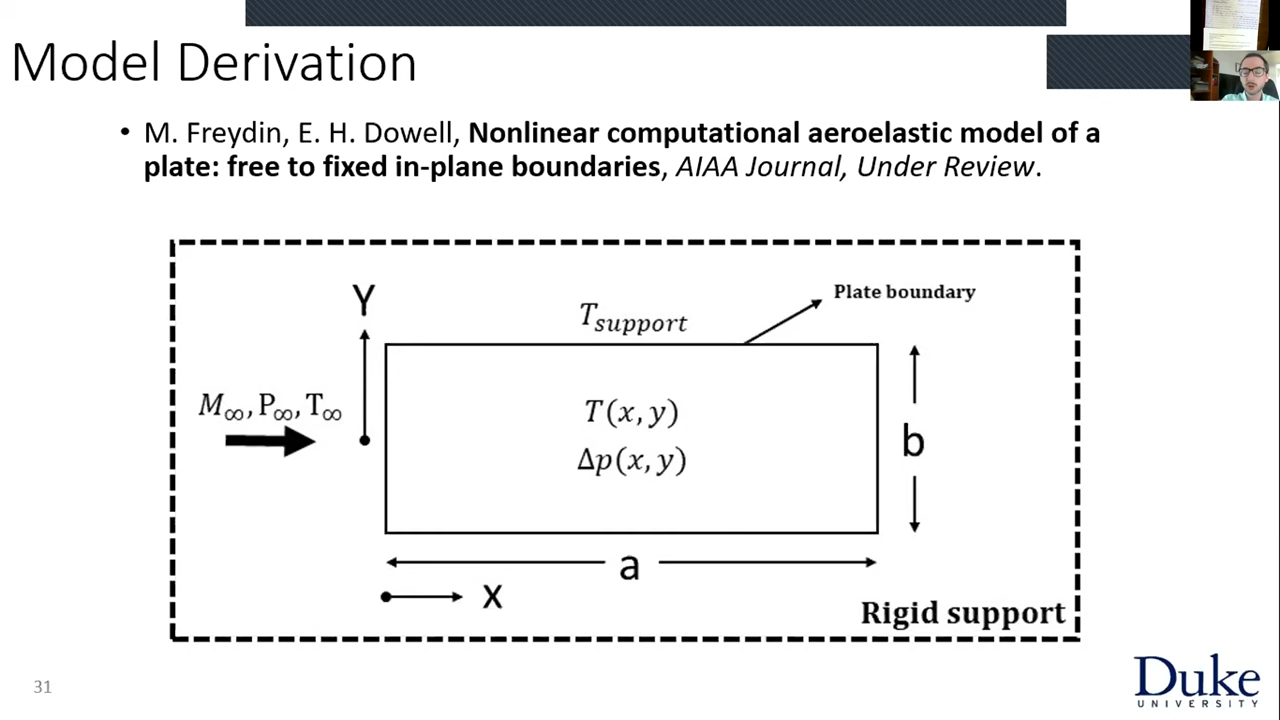 Model Derivation
• M. Freydin, E. H. Dowell, Nonlinear computational aeroelastic model of a
plate: free to fixed in-plane boundaries, AIAA Journal, Under Review.
Y
T_support
Plate boundary
M∞, P∞, T∞
T(x, y)
Δp(x, y)
b
a
X
Rigid support
31
Duke
UNIVERSITY